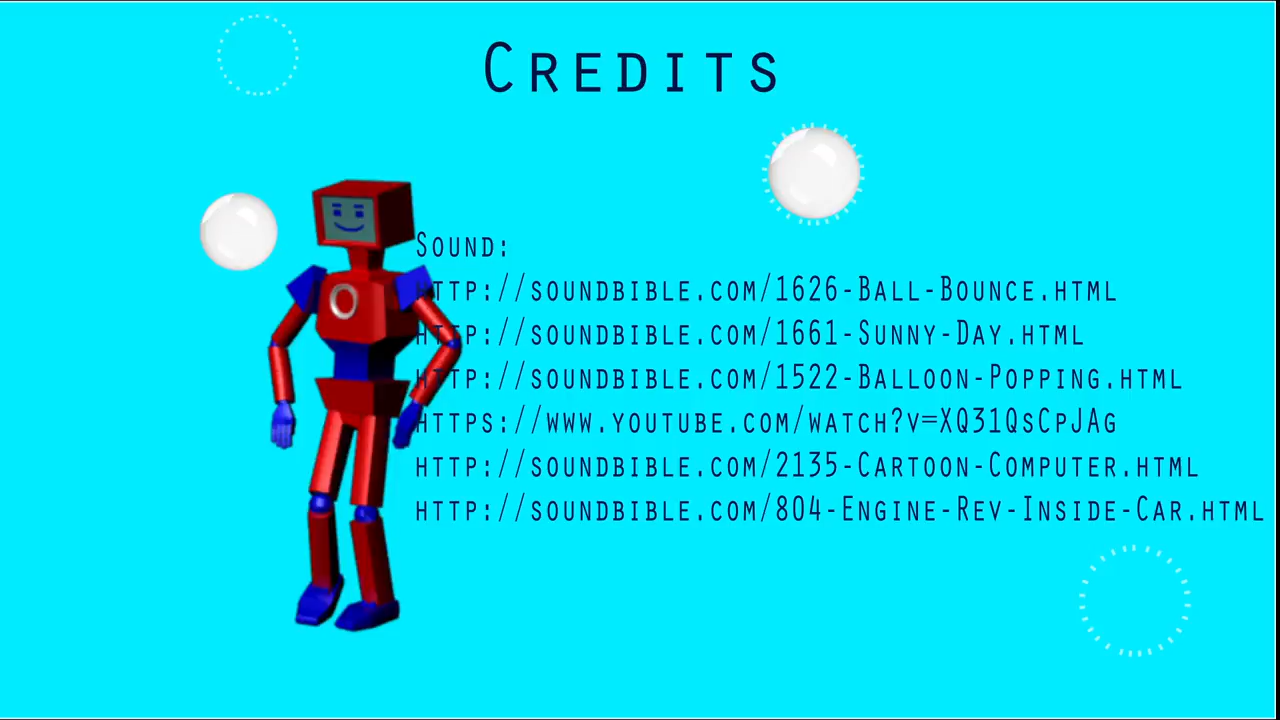 Credits
Sound:
http://soundbible.com/1626-Ball-Bounce.html
http://soundbible.com/1661-Sunny-Day.html
http://soundbible.com/1522-Balloon-Popping.html
https://www.youtube.com/watch?v=XQ31QsCpJAg
http://soundbible.com/2135-Cartoon-Computer.html
http://soundbible.com/804-Engine-Rev-Inside-Car.html